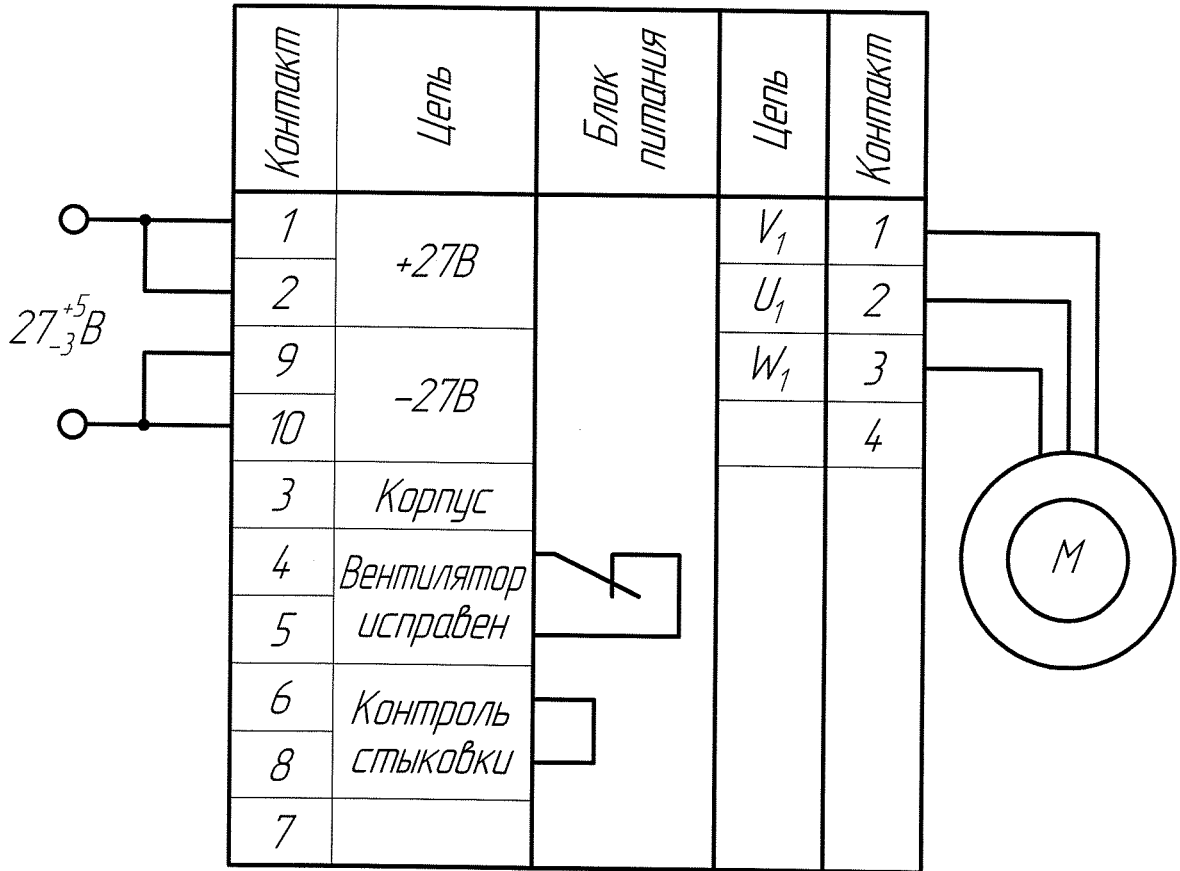 Контакт
Цепь
Блок
питания
Цепь
Контакт
27 +5 -3 В
1
2
+27В
9
10
-27В
3
Корпус
4
5
Вентилятор
исправен
6
8
Контроль
стыковки
7
V1
1
U1
2
W1
3
4
М